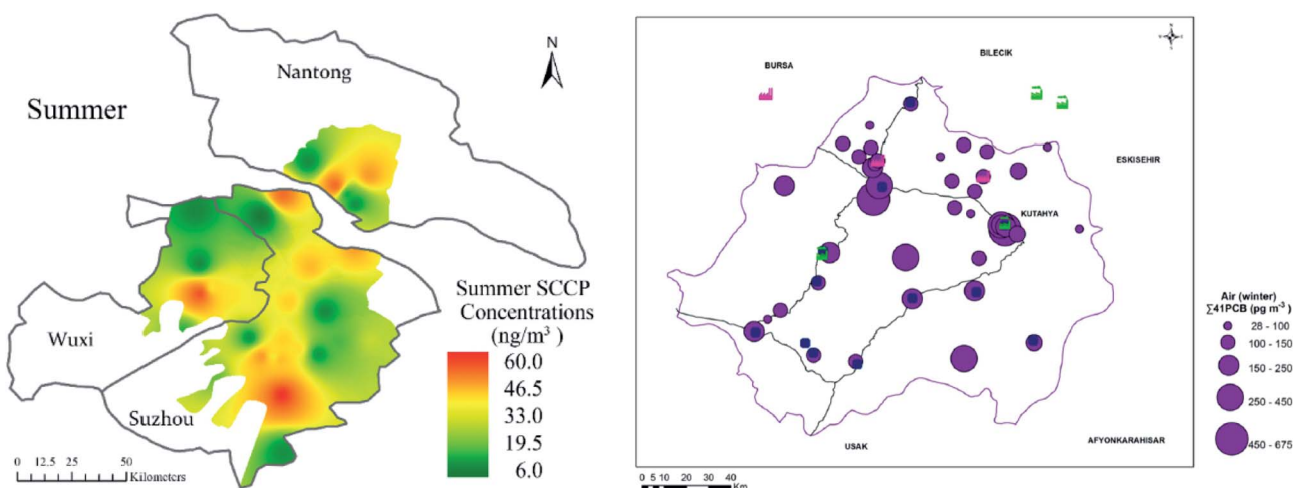 N
Nantong
Summer
Summer SCCP
Concentrations
(ng/m³)
60.0
46.5
33.0
19.5
6.0
Wuxi
Suzhou
0 12.5 25 50
Kilometers
BURSA
BILECIK
ESKISEHIR
KUTAHYA
USAK
AFYONKARAHISAR
Air (winter)
∑41PCB (pg m⁻³)
28 - 100
100 - 150
150 - 250
250 - 450
450 - 675
0 5 10 20 30 40
Km